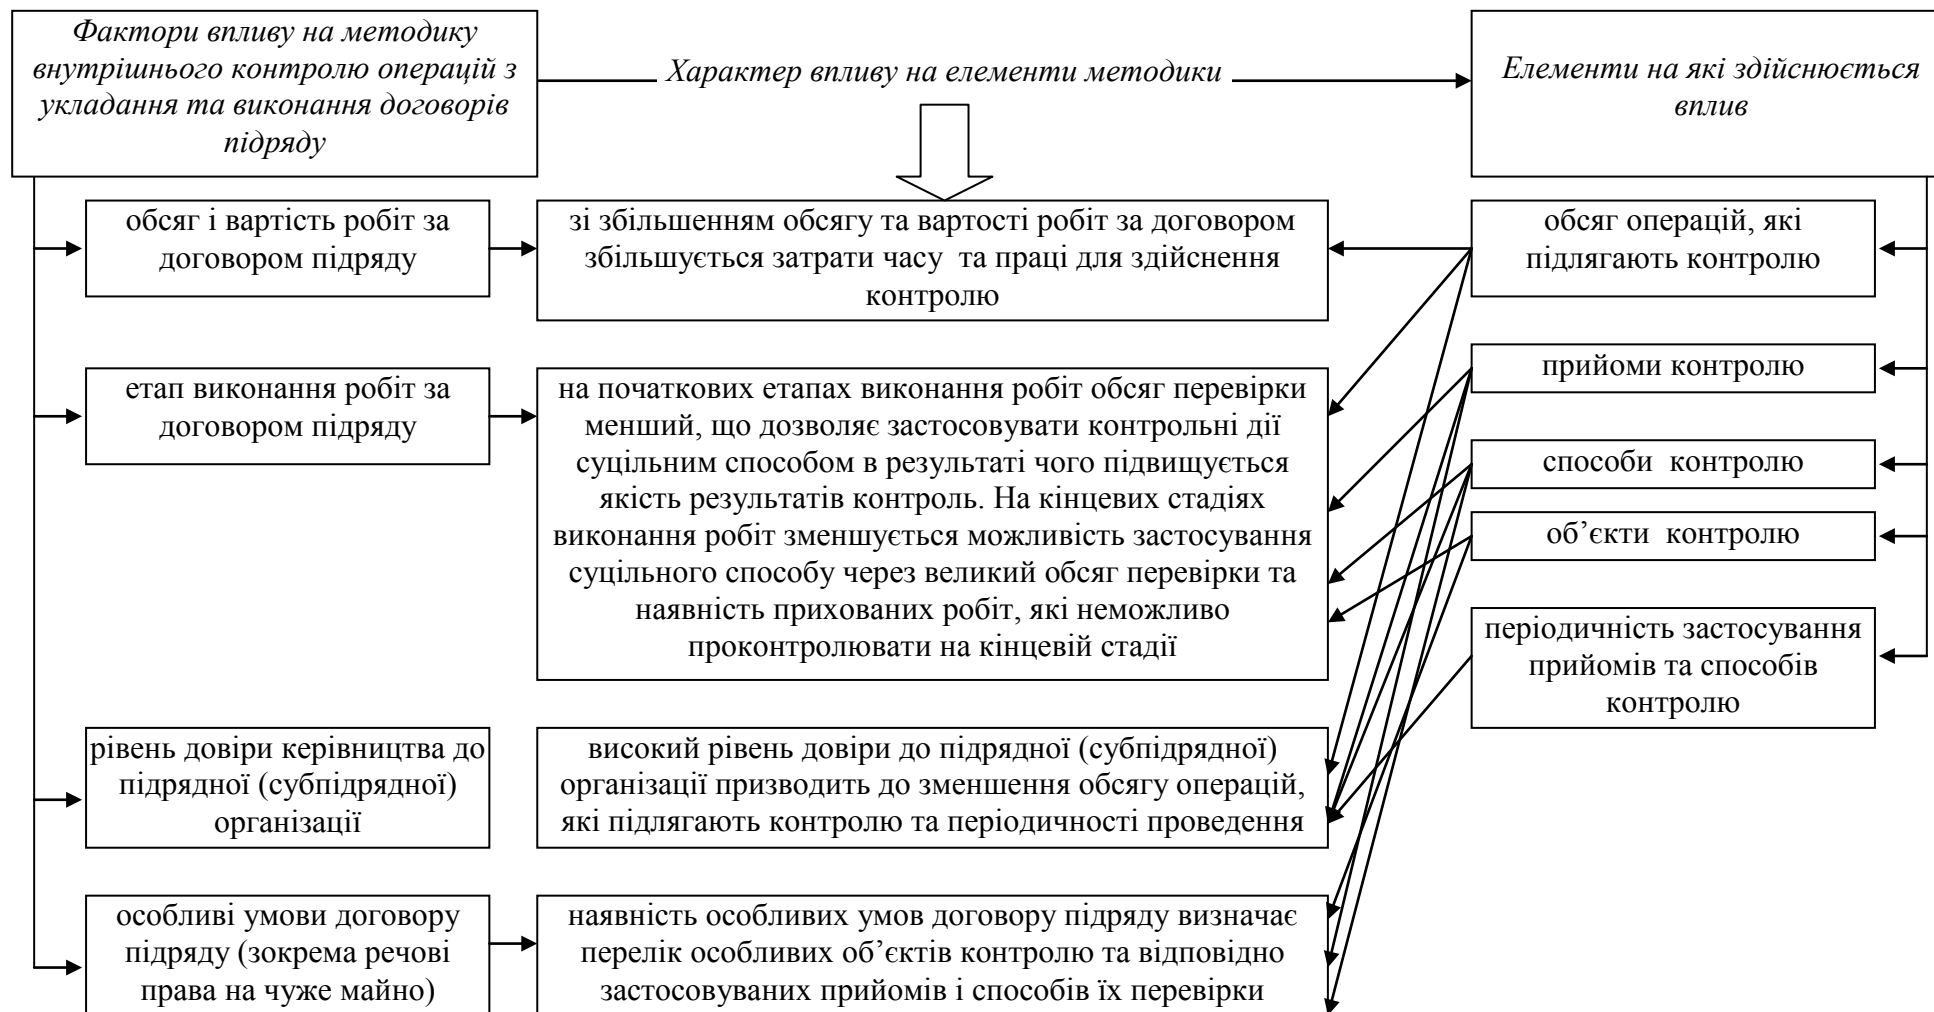 Фактори впливу на методику
внутрішнього контролю операцій з
укладання та виконання договорів
підряду
Характер впливу на елементи методики
Елементи на які здійснюється
вплив
обсяг і вартість робіт за
договором підряду
зі збільшенням обсягу та вартості робіт за договором
збільшується затрати часу та праці для здійснення
контролю
обсяг операцій, які
підлягають контролю
етап виконання робіт за
договором підряду
на початкових етапах виконання робіт обсяг перевірки
менший, що дозволяє застосовувати контрольні дії
суцільним способом в результаті чого підвищується
якість результатів контроль. На кінцевих стадіях
виконання робіт зменшується можливість застосування
суцільного способу через великий обсяг перевірки та
наявність прихованих робіт, які неможливо
проконтролювати на кінцевій стадії
прийоми контролю
способи контролю
об’єкти контролю
періодичність застосування
прийомів та способів
контролю
рівень довіри керівництва до
підрядної (субпідрядної)
організації
високий рівень довіри до підрядної (субпідрядної)
організації призводить до зменшення обсягу операцій,
які підлягають контролю та періодичності проведення
особливі умови договору
підряду (зокрема речові
права на чуже майно)
наявність особливих умов договору підряду визначає
перелік особливих об’єктів контролю та відповідно
застосовуваних прийомів і способів їх перевірки